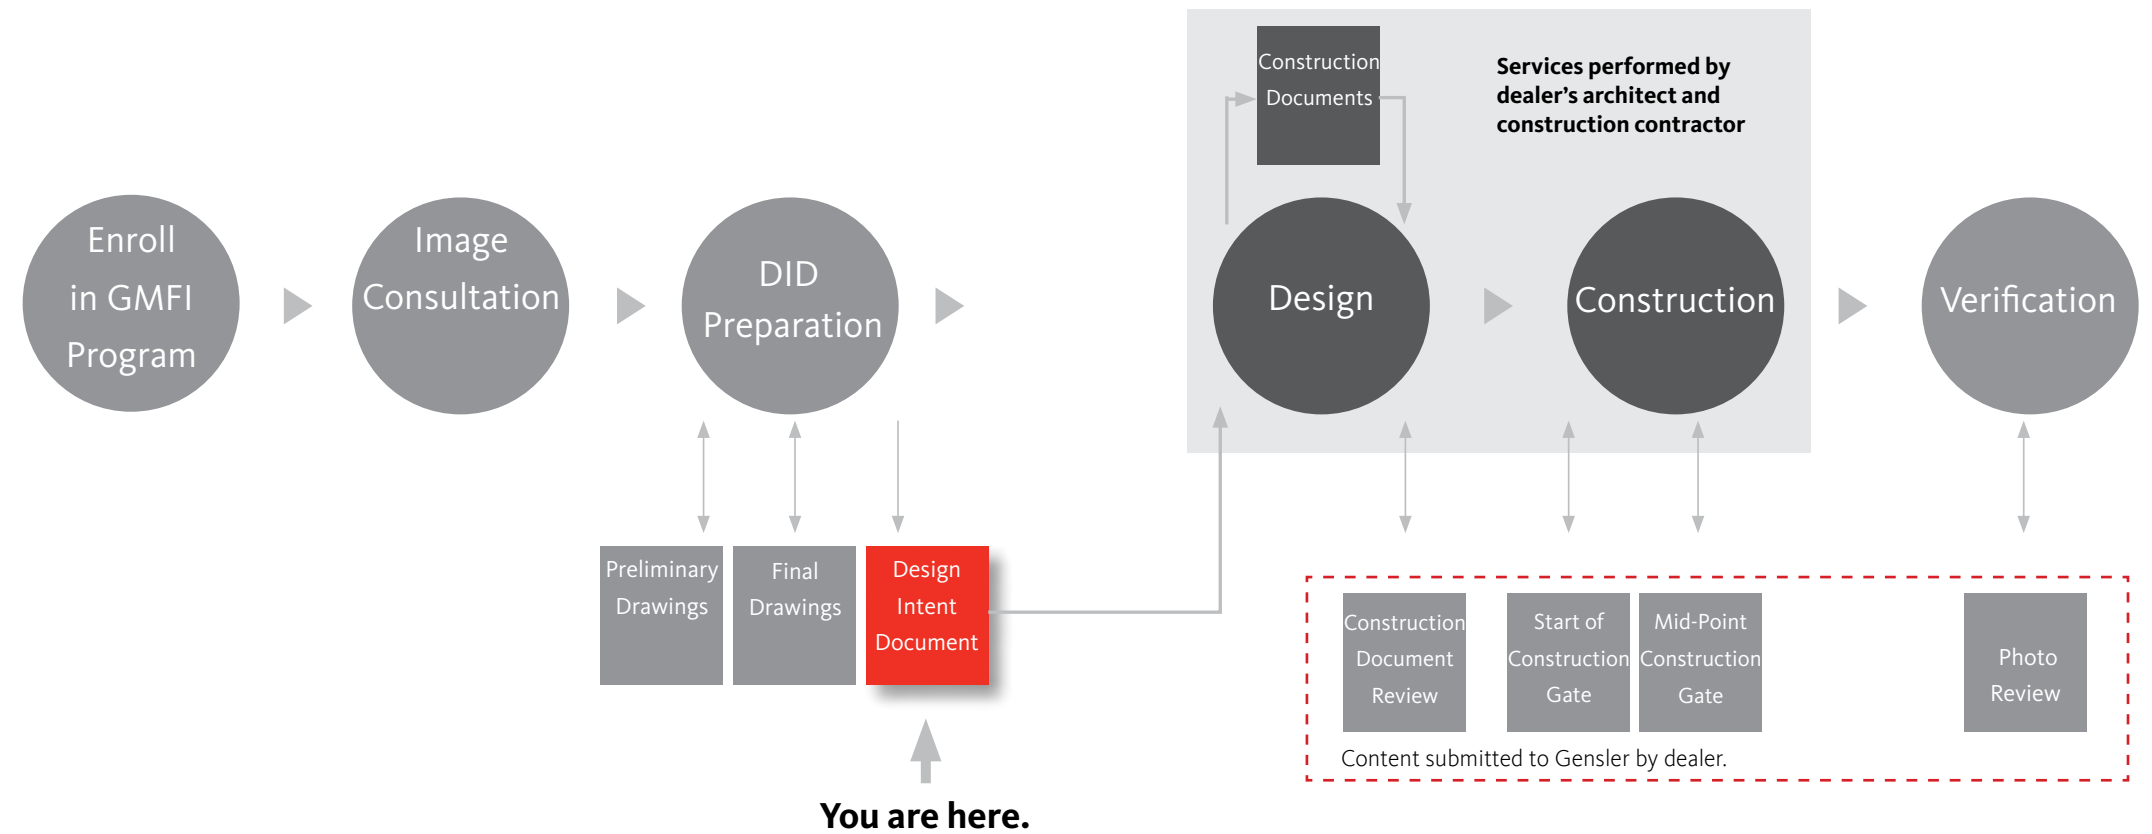 Construction
Documents
Services performed by
dealer’s architect and
construction contractor
Enroll
in GMFI
Program
Image
Consultation
DID
Preparation
Design
Construction
Verification
Preliminary
Drawings
Final
Drawings
Design
Intent
Document
Construction
Document
Review
Start of
Construction
Gate
Mid-Point
Construction
Gate
Photo
Review
Content submitted to Gensler by dealer.
You are here.